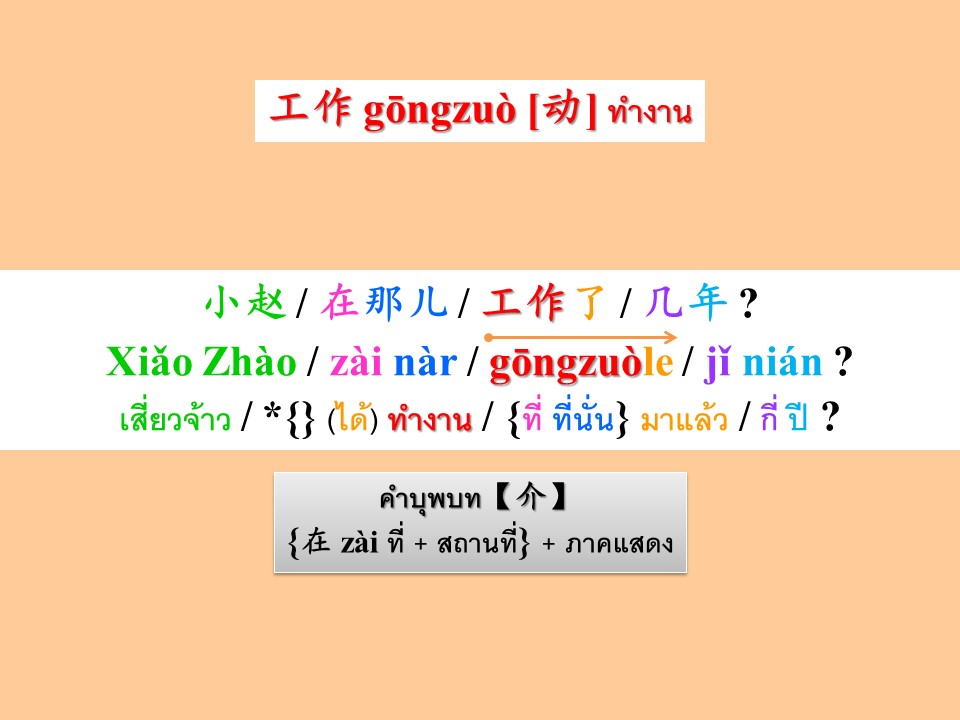 工作 gōngzuò [动] ทำงาน
小赵 / 在那儿 / 工作了 / 几年 ?
Xiǎo Zhào / zài nàr / gōngzuòle / jǐ nián ?
เสี่ยวจ้าว / *{} (ได้) ทำงาน / {ที่ ที่นั่น} มาแล้ว / กี่ ปี ?
คำบุพบท【介】
{在 zài ที่ + สถานที่} + ภาคแสดง